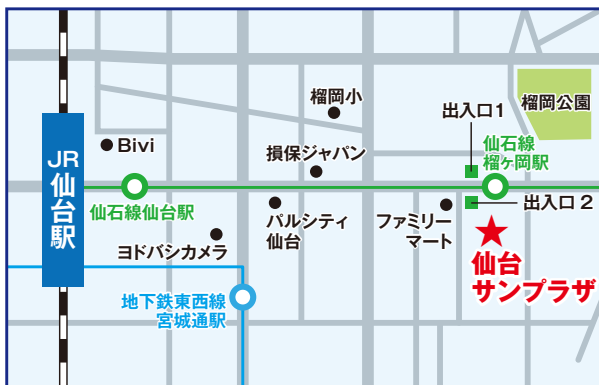 榴岡小
出入口1
榴岡公園
JR
仙台駅
Bivi
損保ジャパン
仙石線
榴ヶ岡駅
仙石線仙台駅
パルシティ
仙台
ファミリー
マート
出入口 2
ヨドバシカメラ
仙台
サンプラザ
地下鉄東西線
宮城通駅